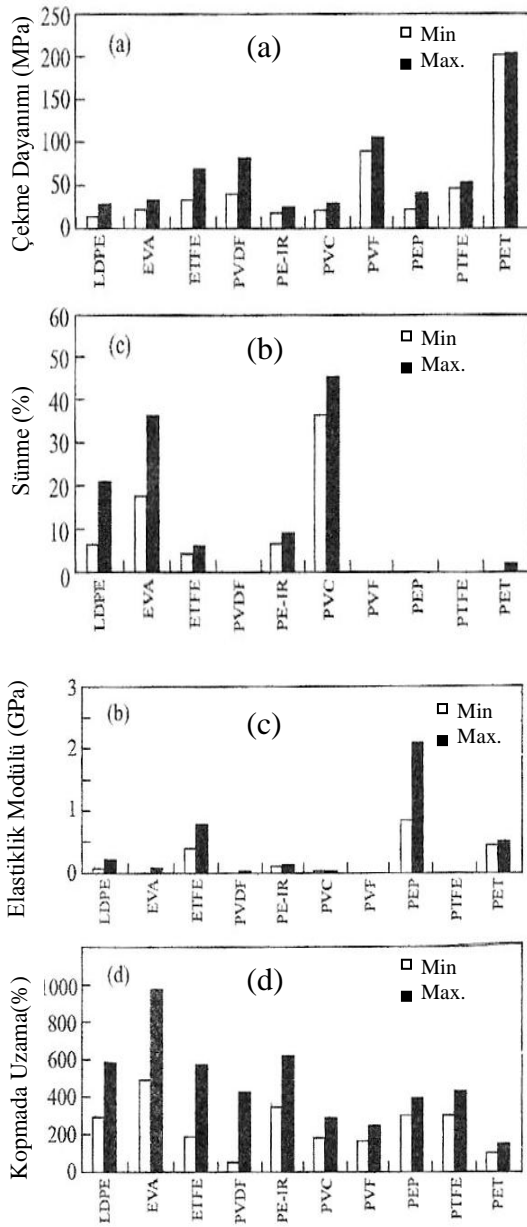 Çekme Dayanımı (MPa)
250
200
150
100
50
0
(a)
(a)
Min
Max.
LDPE
EVA
ETFE
PVDF
PE-IR
PVC
PVF
PEP
PTFE
PET
Sünme (%)
60
50
40
30
20
10
0
(c)
(b)
Min
Max.
LDPE
EVA
ETFE
PVDF
PE-IR
PVC
PVF
PEP
PTFE
PET
Elastiklik Modülü (GPa)
3
2
1
0
(b)
(c)
Min
Max.
LDPE
EVA
ETFE
PVDF
PE-IR
PVC
PVF
PEP
PTFE
PET
Kopmada Uzama(%)
1000
800
600
400
200
0
(d)
(d)
Min
Max.
LDPE
EVA
ETFE
PVDF
PE-IR
PVC
PVF
PEP
PTFE
PET